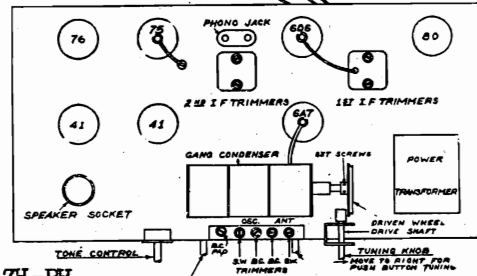 PHONO JACK
76
75
6D6
80
2ND I F TRIMMERS
1ST I F TRIMMERS
41
41
6A7
GANG CONDENSER
SET SCREWS
POWER
TRANSFORMER
SPEAKER SOCKET
OSC. ANT
B.C.
PAD
S.W. B.C. B.C. S.W.
TRIMMERS
DRIVEN WHEEL
DRIVE SHAFT
TONE CONTROL
TUNING KNOB
MOVE TO RIGHT FOR
PUSH BUTTON TUNING